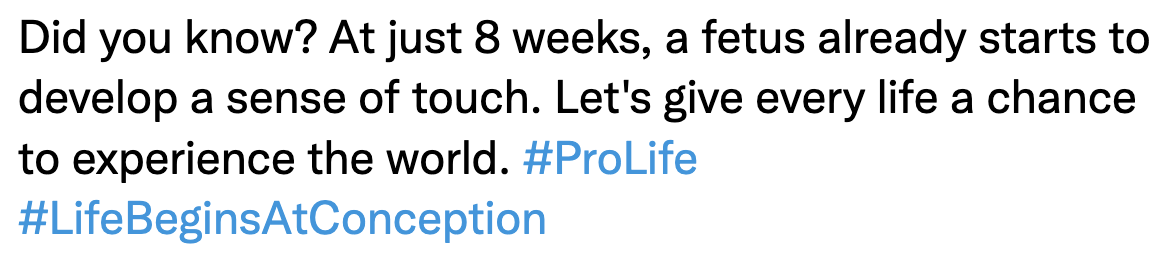 Did you know? At just 8 weeks, a fetus already starts to
develop a sense of touch. Let's give every life a chance
to experience the world. #ProLife
#LifeBeginsAtConception